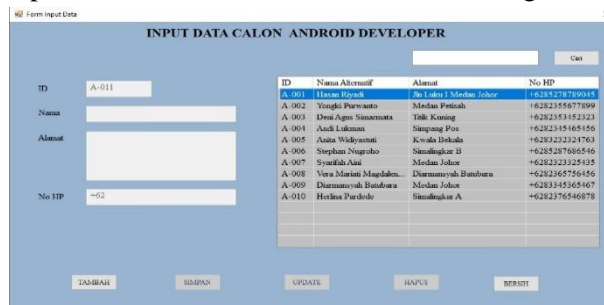 Form Input Data
INPUT DATA CALON ANDROID DEVELOPER
Cari
ID A-011
Nama
Alamat
No HP +62
ID Nama Alternatif Alamat No HP
A-001 Hasan Riyadi Jln Luku I Medan Johor +6285278789045
A-002 Yongki Purwanto Medan Petisah +6282355677899
A-003 Deni Agus Simarmata Titik Kuning +6282353452323
A-004 Andi Lukman Simpang Pos +6282345465456
A-005 Anita Widiyastuti Kwala Bekala +6283232324763
A-006 Stephan Nugroho Simalingkar B +6285287686546
A-007 Syarifah Aini Medan Johor +6282323325435
A-008 Vera Mariati Magdalen... Diarmansyah Batubara +6282365756456
A-009 Diarmansyah Batubara Medan Johor +6283345365467
A-010 Herlina Purdede Simalingkar A +6282376546878
TAMBAH SIMPAN UPDATE HAPUS BERSIH